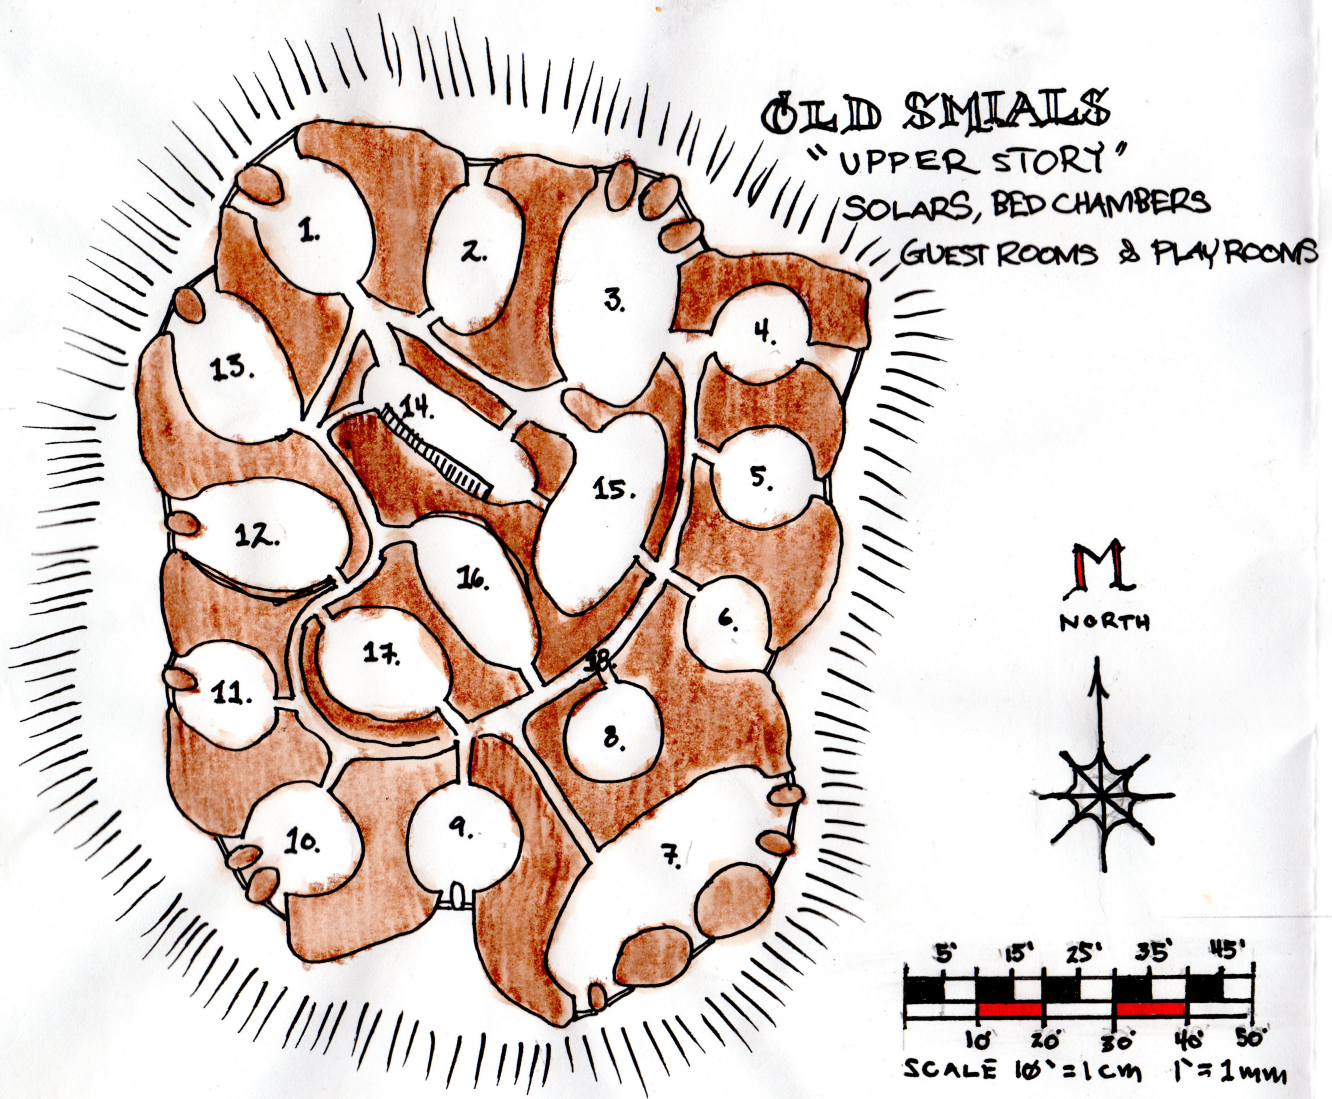 OLD SMIALS
"UPPER STORY"
SOLARS, BED CHAMBERS
GUEST ROOMS & PLAYROOMS
1.
2.
3.
4.
13.
14.
5.
15.
12.
16.
6.
17.
18.
11.
8.
9.
10.
7.
N
NORTH
5' 15' 25' 35' 45'
10 20' 30' 40' 50'
SCALE 10'=1cm 1'=1mm